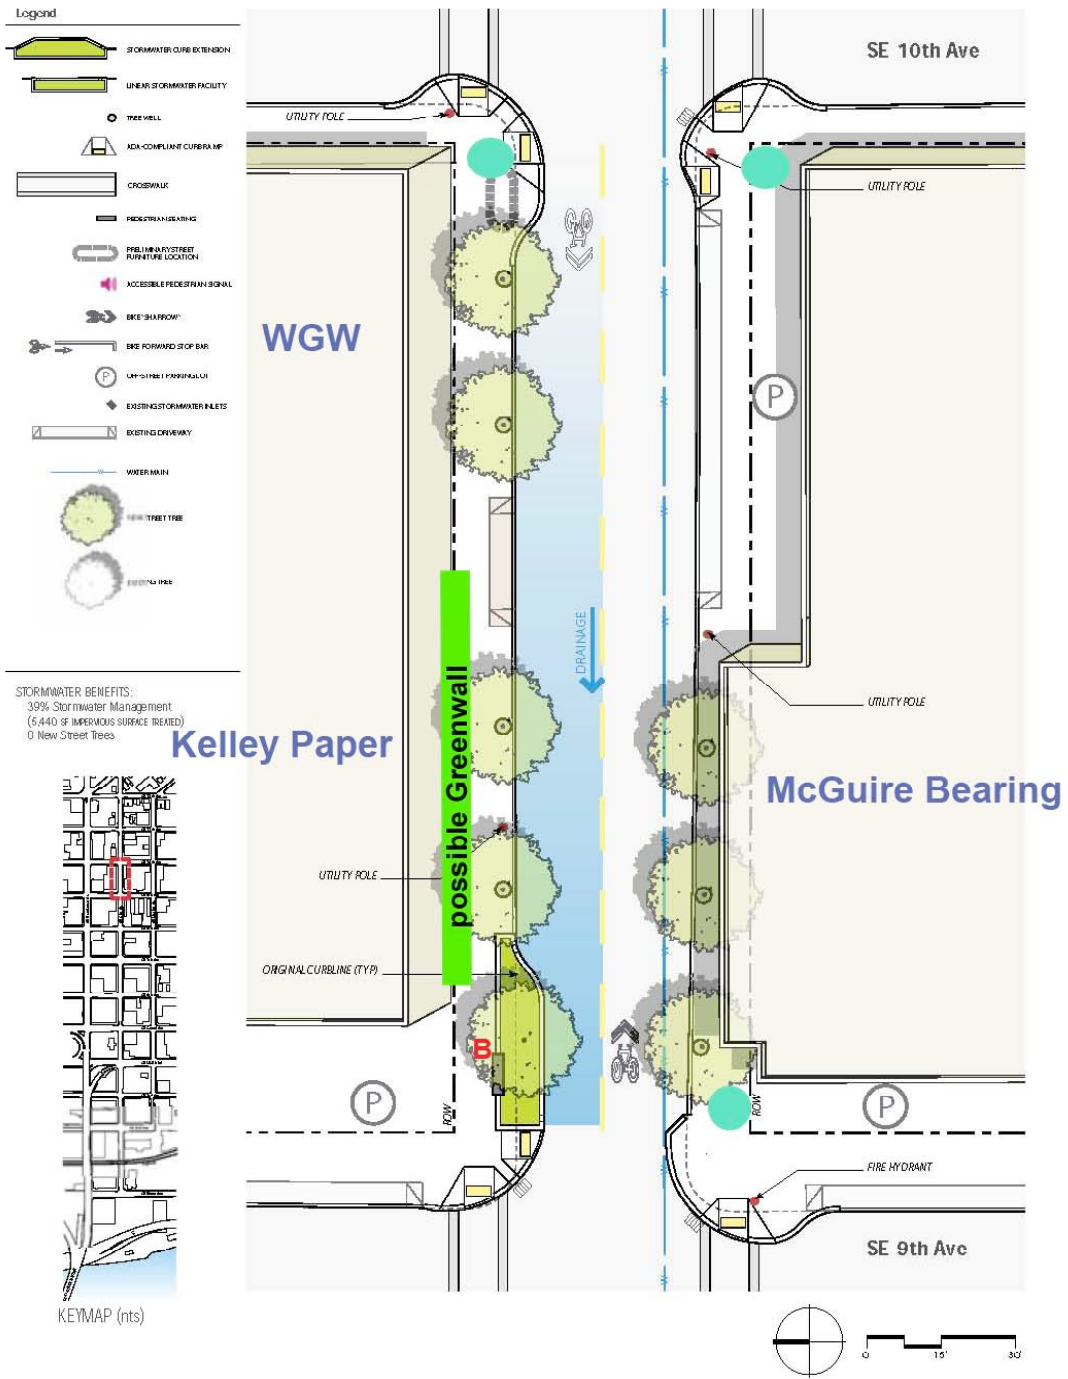 Legend
STORMWATER CURB EXTENSION
LINEAR STORMWATER FACILITY
TREE WELL
ADA-COMPLIANT CURB RAMP
CROSSWALK
PEDESTRIAN SEATING
PRELIMINARY STREET
FURNITURE LOCATION
ACCESSIBLE PEDESTRIAN SIGNAL
BIKE "SHARROW"
BIKE FORWARD STOP BAR
P
OFF-STREET PARKING LOT
EXISTING STORMWATER INLETS
EXISTING DRIVEWAY
W
WATER MAIN
STREET TREE
TREE
STORMWATER BENEFITS:
39% Stormwater Management
(5,440 SF IMPERVIOUS SURFACE TREATED)
0 New Street Trees
KEYMAP (nts)
SE 10th Ave
UTILITY POLE
UTILITY POLE
WGW
P
DRAINAGE
UTILITY POLE
Kelley Paper
possible Greenwall
McGuire Bearing
UTILITY POLE
ORIGINAL CURBLINE (TYP)
B
P
ROW
ROW
P
FIRE HYDRANT
SE 9th Ave
0 15' 30'